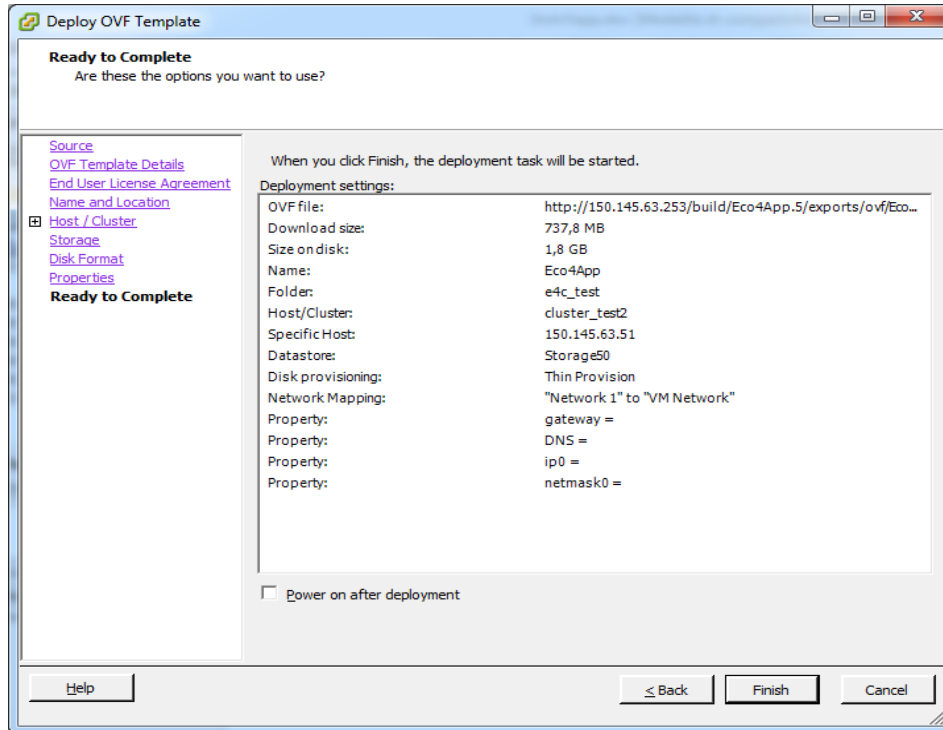 Deploy OVF Template
Ready to Complete
Are these the options you want to use?
Source
OVF Template Details
End User License Agreement
Name and Location
Host / Cluster
Storage
Disk Format
Properties
Ready to Complete
When you click Finish, the deployment task will be started.
Deployment settings:
OVF file: http://150.145.63.253/build/Eco4App.5/exports/ovf/Eco...
Download size: 737,8 MB
Size on disk: 1,8 GB
Name: Eco4App
Folder: e4c_test
Host/Cluster: cluster_test2
Specific Host: 150.145.63.51
Datastore: Storage50
Disk provisioning: Thin Provision
Network Mapping: "Network 1" to "VM Network"
Property: gateway =
Property: DNS =
Property: ip0 =
Property: netmask0 =
Power on after deployment
Help
< Back
Finish
Cancel